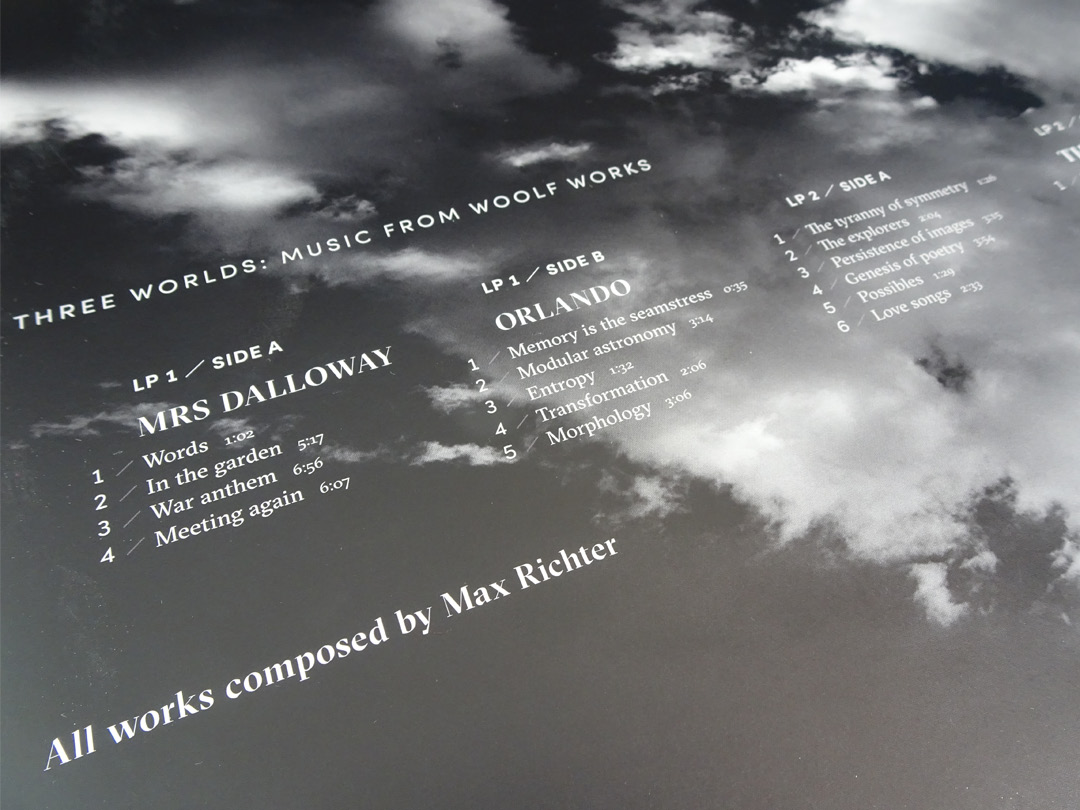 THREE WORLDS: MUSIC FROM WOOLF WORKS
LP 1 / SIDE A
MRS DALLOWAY
1 / Words 1:02
2 / In the garden 5:17
3 / War anthem 6:56
4 / Meeting again 6:07
LP 1 / SIDE B
ORLANDO
1 / Memory is the seamstress 0:35
2 / Modular astronomy 3:14
3 / Entropy 1:32
4 / Transformation 2:06
5 / Morphology 3:06
LP 2 / SIDE A
1 / The tyranny of symmetry
2 / The explorers 2:04
3 / Persistence of images 3:15
4 / Genesis of poetry 3:56
5 / Possibles 1:29
6 / Love songs 2:33
LP 2 /
1 /
All works composed by Max Richter